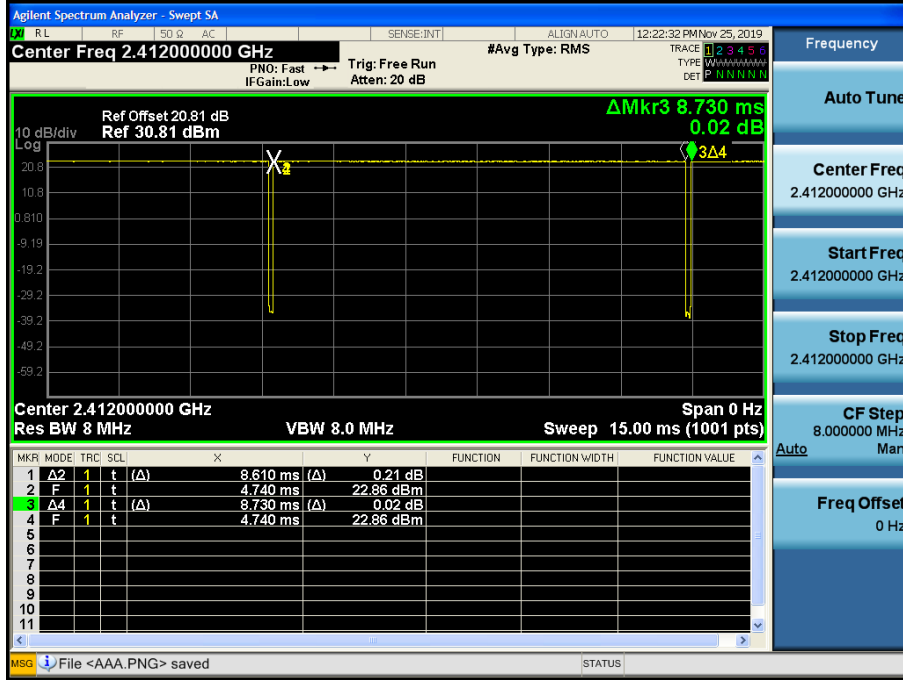 Agilent Spectrum Analyzer - Swept SA
LXI RL RF 50 Ω AC SENSE:INT ALIGN AUTO 12:22:32 PM Nov 25, 2019
Center Freq 2.412000000 GHz #Avg Type: RMS TRACE 1 2 3 4 5 6
PNO: Fast Trig: Free Run TYPE WWWWWW
IFGain:Low Atten: 20 dB DET P N N N N N
Frequency
Auto Tune
Center Freq
2.412000000 GHz
Start Freq
2.412000000 GHz
Stop Freq
2.412000000 GHz
CF Step
8.000000 MHz
Auto Man
Freq Offset
0 Hz
ΔMkr3 8.730 ms
0.02 dB
Ref Offset 20.81 dB
10 dB/div Ref 30.81 dBm
Log
20.8
10.8
0.810
-9.19
-19.2
-29.2
-39.2
-49.2
-59.2
2
3Δ4
Center 2.412000000 GHz Span 0 Hz
Res BW 8 MHz VBW 8.0 MHz Sweep 15.00 ms (1001 pts)
MKR MODE TRC SCL X Y FUNCTION FUNCTION WIDTH FUNCTION VALUE
1 Δ2 1 t (Δ) 8.610 ms (Δ) 0.21 dB
2 F 1 t 4.740 ms 22.86 dBm
3 Δ4 1 t (Δ) 8.730 ms (Δ) 0.02 dB
4 F 1 t 4.740 ms 22.86 dBm
5
6
7
8
9
10
11
MSG File <AAA.PNG> saved STATUS